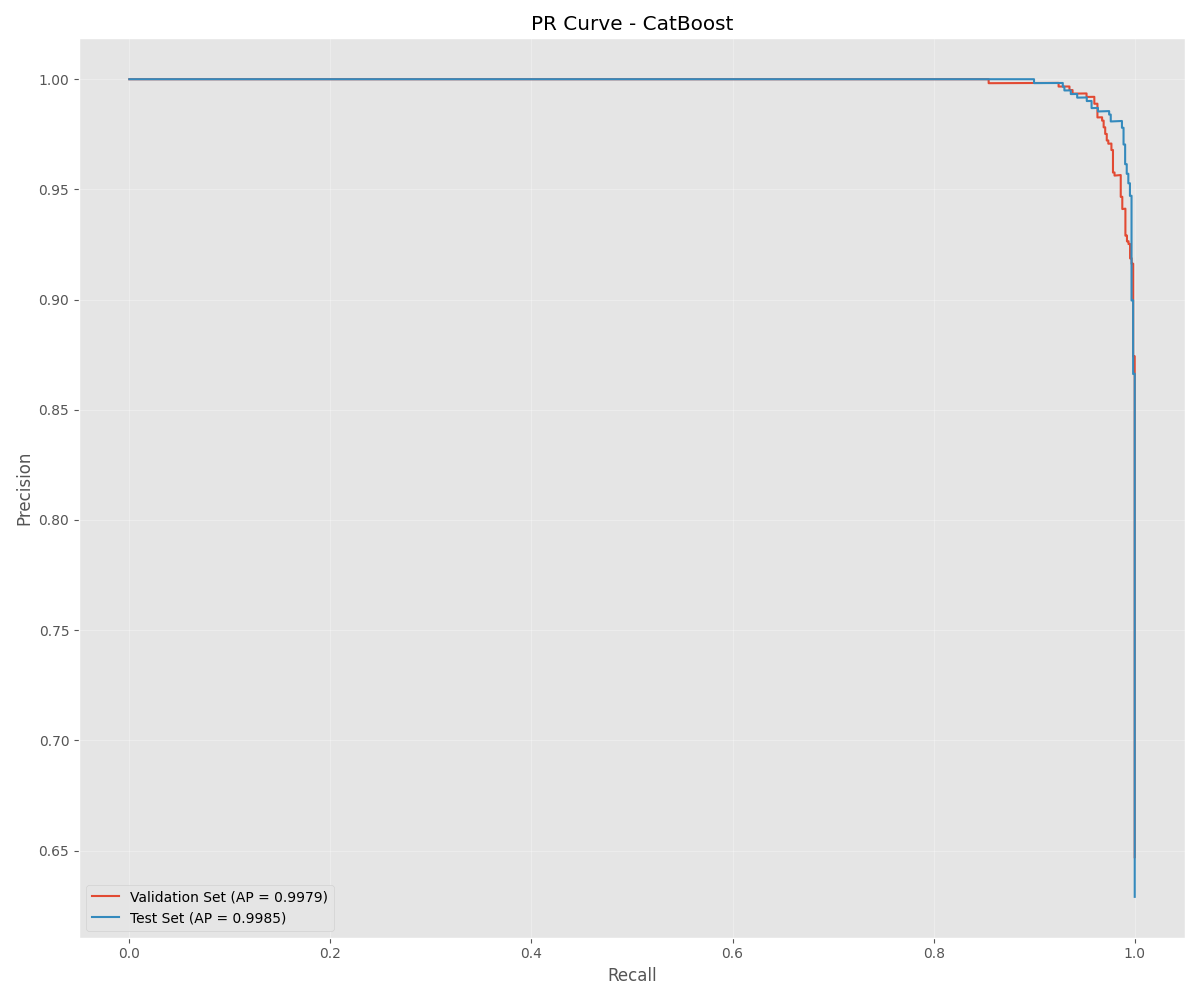 PR Curve - CatBoost
1.00
0.95
0.90
0.85
0.80
0.75
0.70
0.65
Precision
Validation Set (AP = 0.9979)
Test Set (AP = 0.9985)
0.0 0.2 0.4 0.6 0.8 1.0
Recall